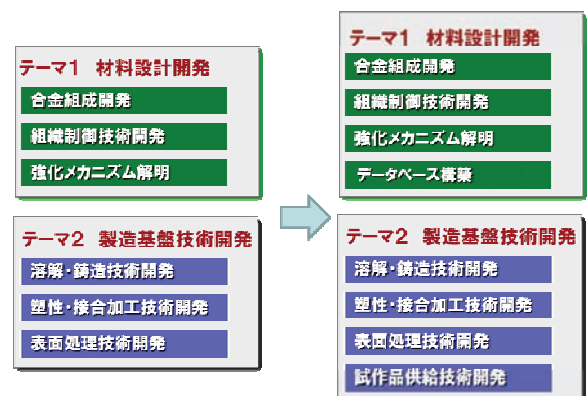 テーマ1 材料設計開発
合金組成開発
組織制御技術開発
強化メカニズム解明
テーマ2 製造基盤技術開発
溶解・鋳造技術開発
塑性・接合加工技術開発
表面処理技術開発
テーマ1 材料設計開発
合金組成開発
組織制御技術開発
強化メカニズム解明
データベース構築
テーマ2 製造基盤技術開発
溶解・鋳造技術開発
塑性・接合加工技術開発
表面処理技術開発
試作品供給技術開発